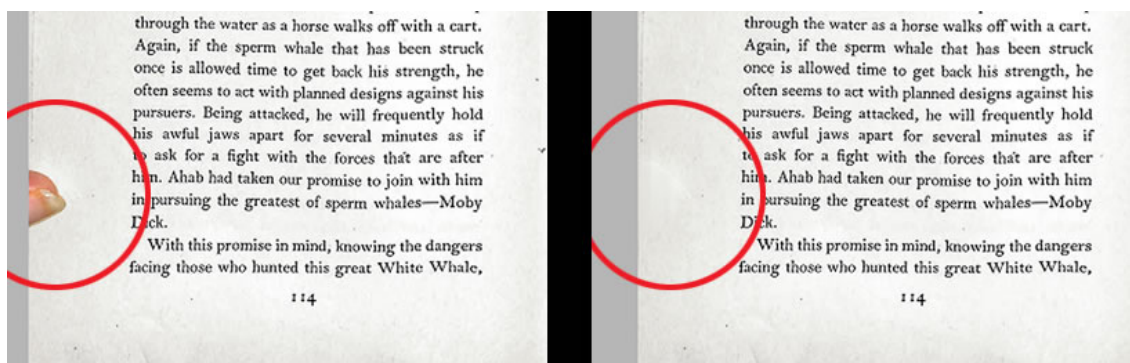 through the water as a horse walks off with a cart.
Again, if the sperm whale that has been struck
once is allowed time to get back his strength, he
often seems to act with planned designs against his
pursuers. Being attacked, he will frequently hold
his awful jaws apart for several minutes as if
to ask for a fight with the forces that are after
him. Ahab had taken our promise to join with him
in pursuing the greatest of sperm whales—Moby
Dick.
With this promise in mind, knowing the dangers
facing those who hunted this great White Whale,
114
through the water as a horse walks off with a cart.
Again, if the sperm whale that has been struck
once is allowed time to get back his strength, he
often seems to act with planned designs against his
pursuers. Being attacked, he will frequently hold
his awful jaws apart for several minutes as if
to ask for a fight with the forces that are after
him. Ahab had taken our promise to join with him
in pursuing the greatest of sperm whales—Moby
Dick.
With this promise in mind, knowing the dangers
facing those who hunted this great White Whale,
114